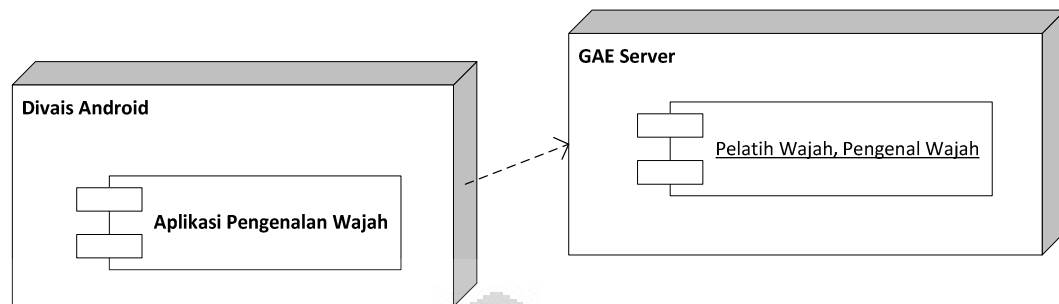 GAE Server
Divais Android
Pelatih Wajah, Pengenal Wajah
Aplikasi Pengenalan Wajah